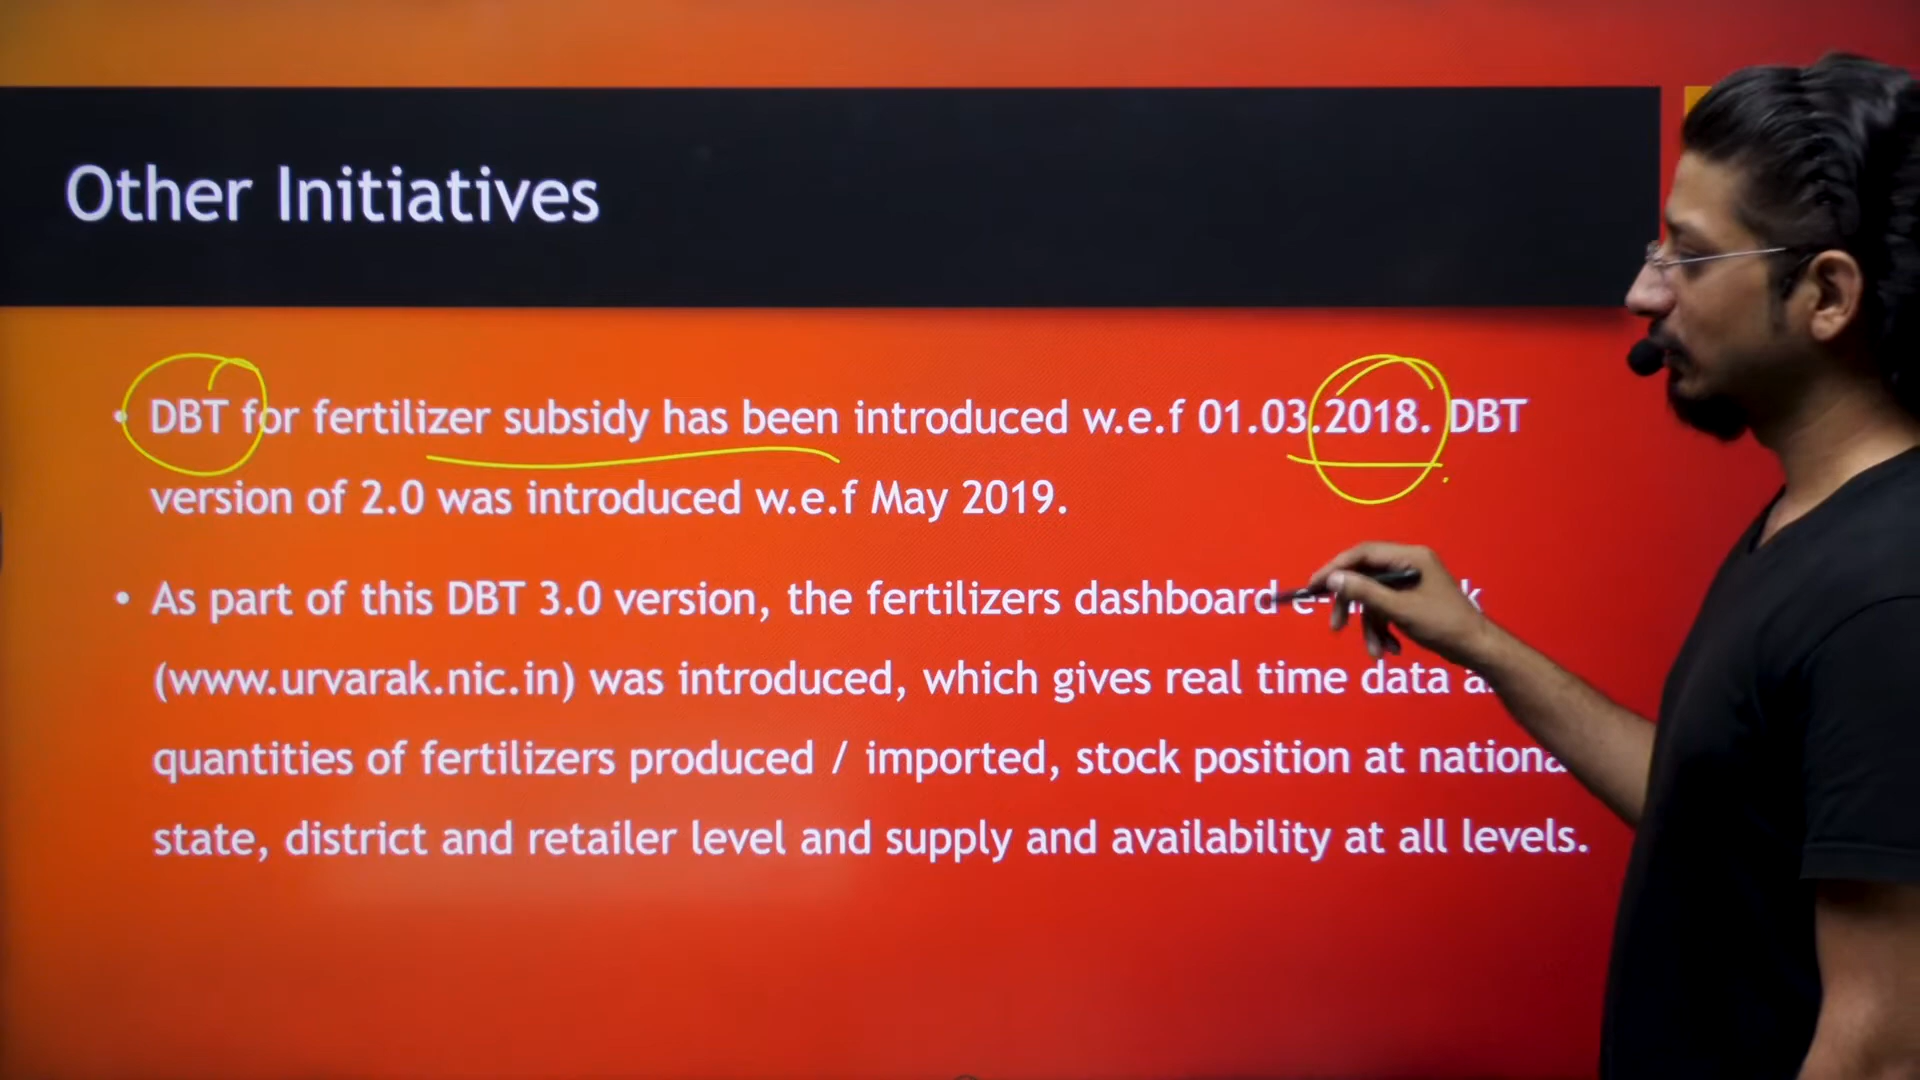 Other Initiatives
• DBT for fertilizer subsidy has been introduced w.e.f 01.03.2018. DBT
version of 2.0 was introduced w.e.f May 2019.
• As part of this DBT 3.0 version, the fertilizers dashboard
(www.urvarak.nic.in) was introduced, which gives real time data
quantities of fertilizers produced / imported, stock position at
state, district and retailer level and supply and availability at all levels.